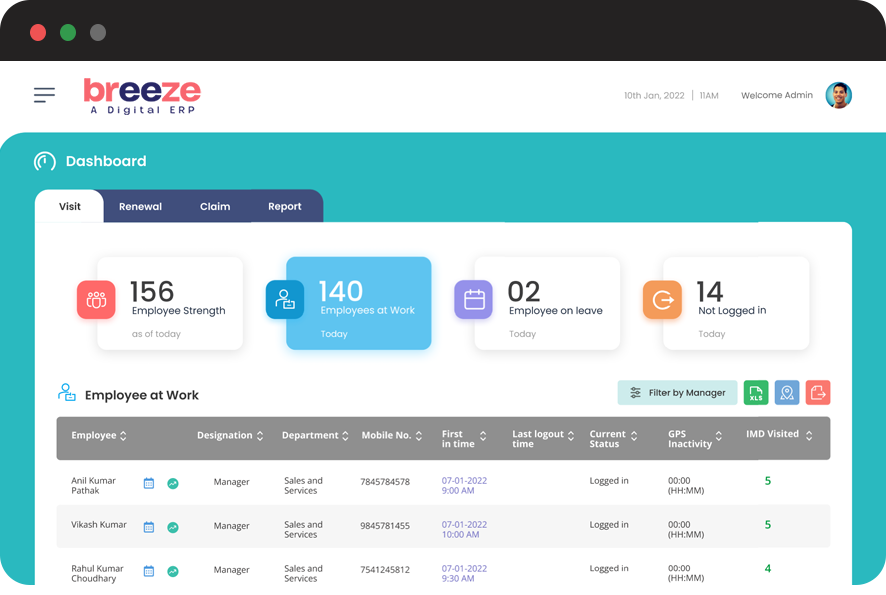 breeze
A Digital ERP
10th Jan, 2022 | 11AM
Welcome Admin
Dashboard
Visit
Renewal
Claim
Report
156
Employee Strength
as of today
140
Employees at Work
Today
02
Employee on leave
Today
14
Not Logged in
Today
Employee at Work
Filter by Manager
XLS
Employee
Designation
Department
Mobile No.
First
in time
Last logout
time
Current
Status
GPS
Inactivity
IMD Visited
Anil Kumar
Pathak
Manager
Sales and
Services
7845784578
07-01-2022
9:00 AM
Logged in
00:00
(HH:MM)
5
Vikash Kumar
Manager
Sales and
Services
9845781455
07-01-2022
10:00 AM
Logged in
00:00
(HH:MM)
5
Rahul Kumar
Choudhary
Manager
Sales and
Services
7541245812
07-01-2022
9:30 AM
Logged in
00:00
(HH:MM)
4